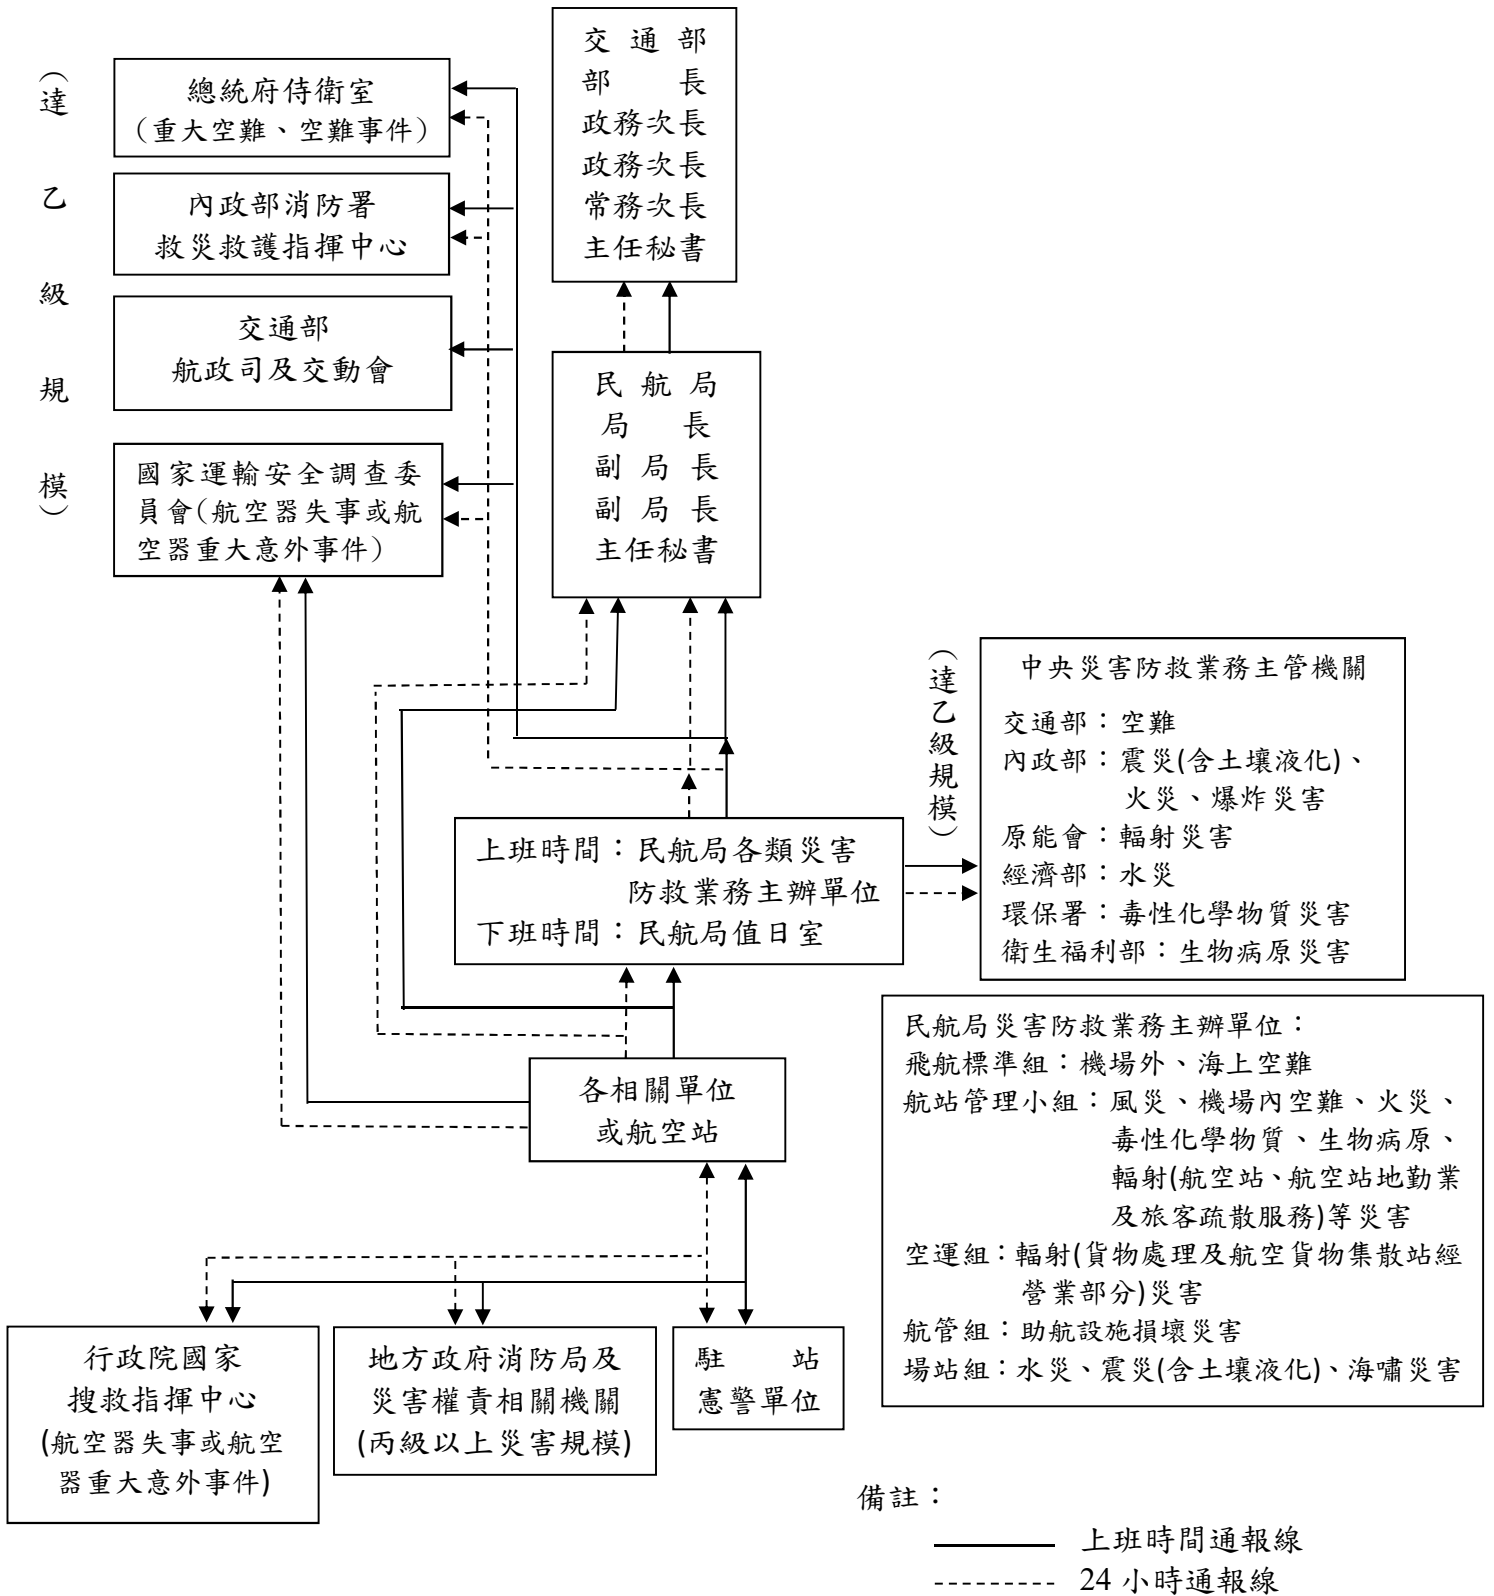 交通部
部長
政務次長
政務次長
常務次長
主任秘書
（達乙級規模）
總統府侍衛室
（重大空難、空難事件）
內政部消防署
救災救護指揮中心
交通部
航政司及交動會
國家運輸安全調查委
員會(航空器失事或航
空器重大意外事件)
民航局
局長
副局長
副局長
主任秘書
（達乙級規模）
中央災害防救業務主管機關
交通部：空難
內政部：震災(含土壤液化)、
火災、爆炸災害
原能會：輻射災害
經濟部：水災
環保署：毒性化學物質災害
衛生福利部：生物病原災害
上班時間：民航局各類災害
防救業務主辦單位
下班時間：民航局值日室
民航局災害防救業務主辦單位：
飛航標準組：機場外、海上空難
航站管理小組：風災、機場內空難、火災、
毒性化學物質、生物病原、
輻射(航空站、航空站地勤業
及旅客疏散服務)等災害
空運組：輻射(貨物處理及航空貨物集散站經
營業部分)災害
航管組：助航設施損壞災害
場站組：水災、震災(含土壤液化)、海嘯災害
各相關單位
或航空站
行政院國家
搜救指揮中心
(航空器失事或航空
器重大意外事件)
地方政府消防局及
災害權責相關機關
(丙級以上災害規模)
駐站
憲警單位
備註：
上班時間通報線
24 小時通報線